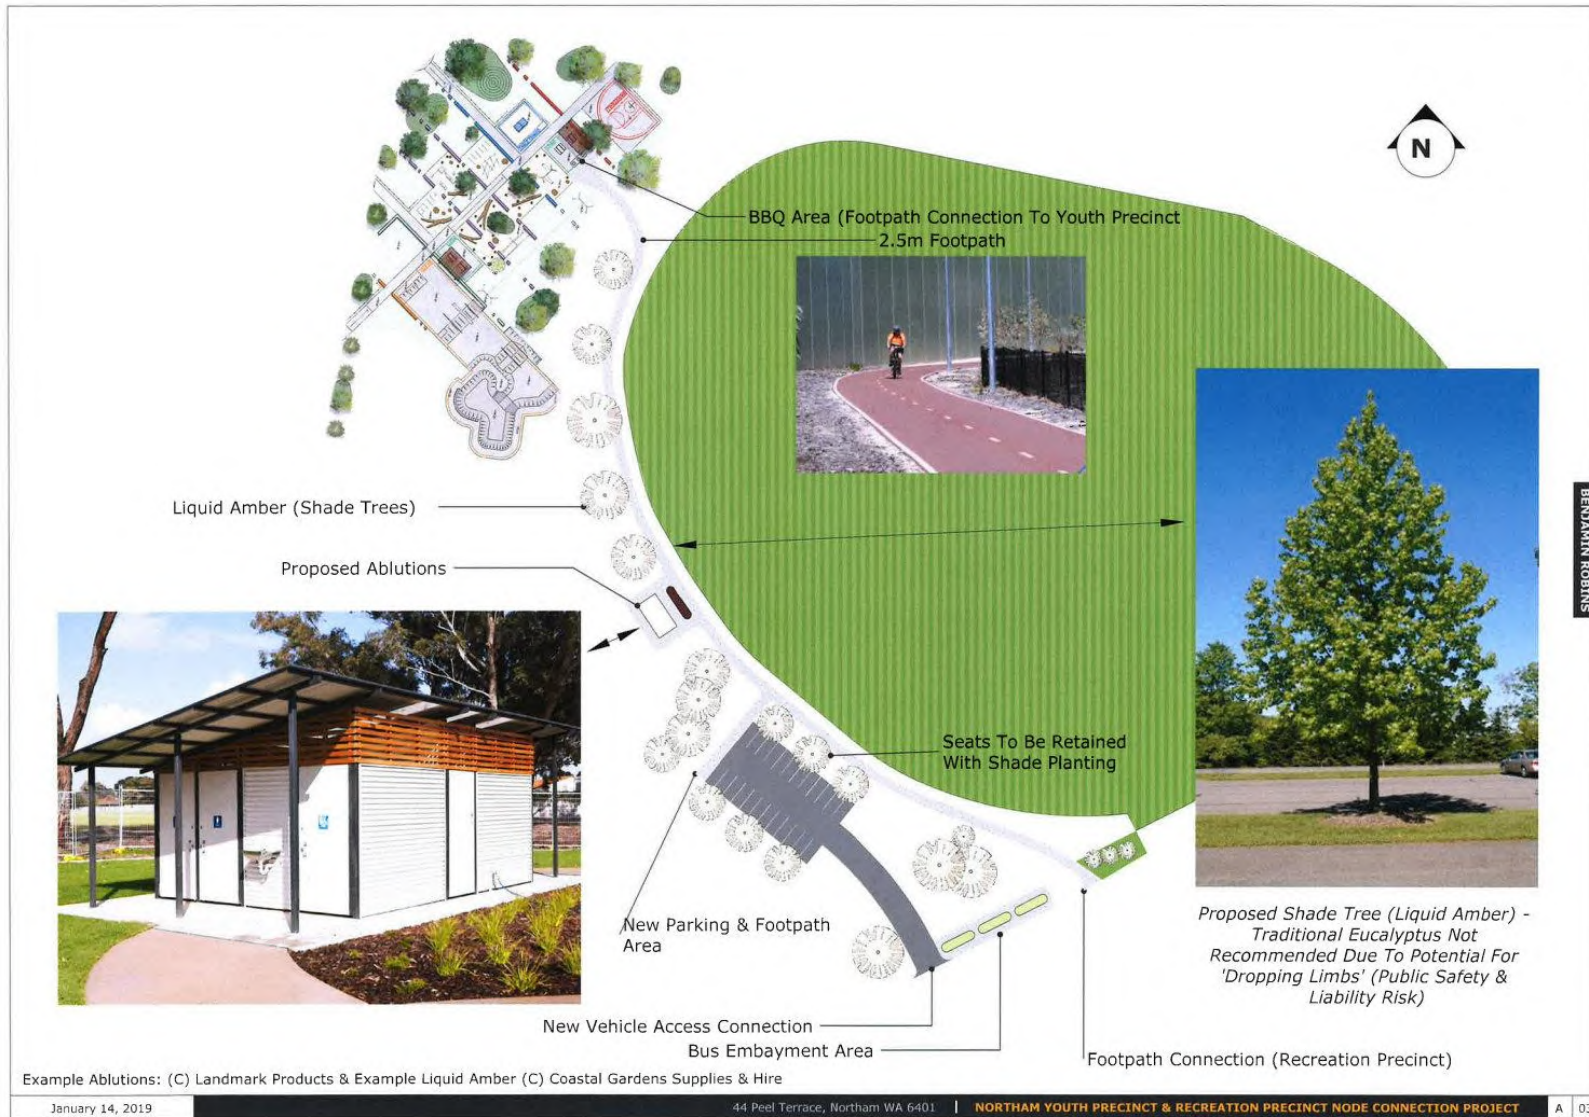 N
BBQ Area (Footpath Connection To Youth Precinct
2.5m Footpath
Liquid Amber (Shade Trees)
Proposed Ablutions
Seats To Be Retained
With Shade Planting
New Parking & Footpath
Area
New Vehicle Access Connection
Bus Embayment Area
Footpath Connection (Recreation Precinct)
Proposed Shade Tree (Liquid Amber) -
Traditional Eucalyptus Not
Recommended Due To Potential For
'Dropping Limbs' (Public Safety &
Liability Risk)
BENJAMIN ROBINS
Example Ablutions: (C) Landmark Products & Example Liquid Amber (C) Coastal Gardens Supplies & Hire
January 14, 2019
44 Peel Terrace, Northam WA 6401 | NORTHAM YOUTH PRECINCT & RECREATION PRECINCT NODE CONNECTION PROJECT A